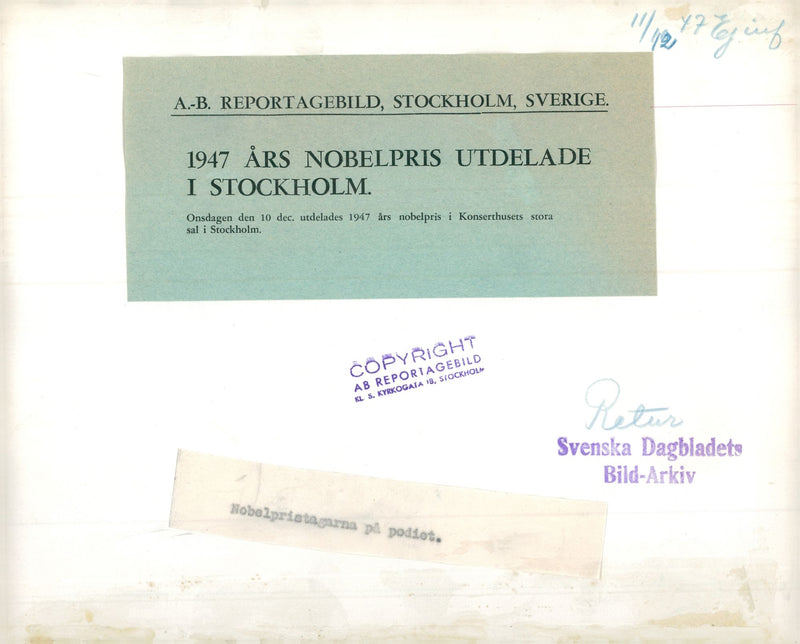 11/12 47 Ej inf
A.-B. REPORTAGEBILD, STOCKHOLM, SVERIGE.
1947 ÅRS NOBELPRIS UTDELADE
I STOCKHOLM.
Onsdagen den 10 dec. utdelades 1947 års nobelpris i Konserthusets stora
sal i Stockholm.
COPYRIGHT
AB REPORTAGEBILD
KL S. KYRKOGATA 18, STOCKHOLM
Retur
Svenska Dagbladets
Bild-Arkiv
Nobelpristagarna på podiet.